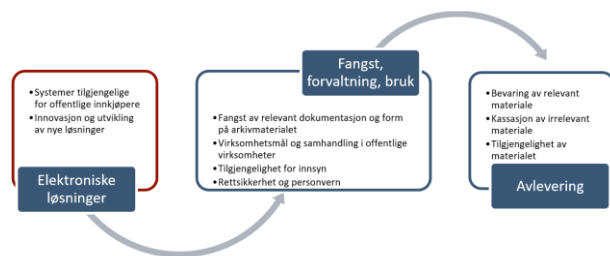 • Systemer tilgjengelige
for offentlige innkjøpere
• Innovasjon og utvikling
av nye løsninger
Elektroniske
løsninger
Fangst,
forvaltning, bruk
• Fangst av relevant dokumentasjon og form
på arkivmaterialet
• Virksomhetsmål og samhandling i offentlige
virksomheter
• Tilgjengelighet for innsyn
• Rettsikkerhet og personvern
• Bevaring av relevant
materiale
• Kassasjon av irrelevant
materiale
• Tilgjengelighet av
materialet
Avlevering